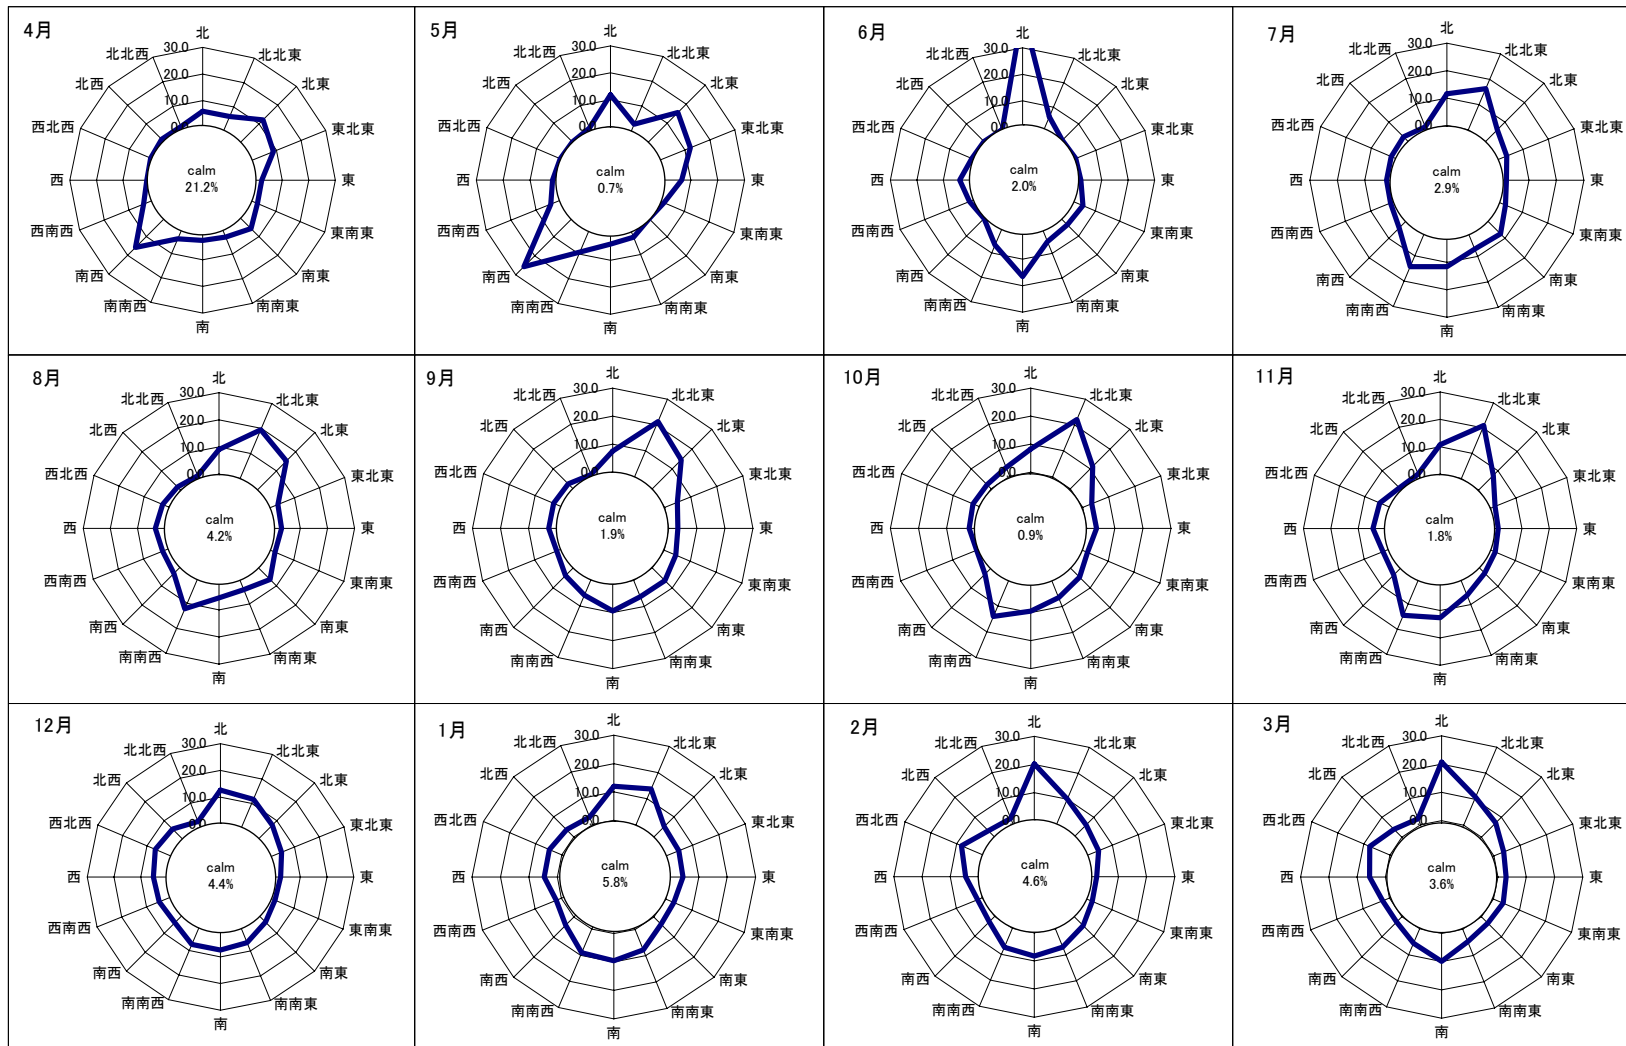 4月
北
北北東
北東
東北東
東
東南東
南東
南南東
南
南南西
南西
西南西
西
西北西
北西
北北西
30.0
20.0
10.0
0.0
calm
21.2%
5月
北
北北東
北東
東北東
東
東南東
南東
南南東
南
南南西
南西
西南西
西
西北西
北西
北北西
30.0
20.0
10.0
0.0
calm
0.7%
6月
北
北北東
北東
東北東
東
東南東
南東
南南東
南
南南西
南西
西南西
西
西北西
北西
北北西
30.0
20.0
10.0
0.0
calm
2.0%
7月
北
北北東
北東
東北東
東
東南東
南東
南南東
南
南南西
南西
西南西
西
西北西
北西
北北西
30.0
20.0
10.0
0.0
calm
2.9%
8月
北
北北東
北東
東北東
東
東南東
南東
南南東
南
南南西
南西
西南西
西
西北西
北西
北北西
30.0
20.0
10.0
0.0
calm
4.2%
9月
北
北北東
北東
東北東
東
東南東
南東
南南東
南
南南西
南西
西南西
西
西北西
北西
北北西
30.0
20.0
10.0
0.0
calm
1.9%
10月
北
北北東
北東
東北東
東
東南東
南東
南南東
南
南南西
南西
西南西
西
西北西
北西
北北西
30.0
20.0
10.0
0.0
calm
0.9%
11月
北
北北東
北東
東北東
東
東南東
南東
南南東
南
南南西
南西
西南西
西
西北西
北西
北北西
30.0
20.0
10.0
0.0
calm
1.8%
12月
北
北北東
北東
東北東
東
東南東
南東
南南東
南
南南西
南西
西南西
西
西北西
北西
北北西
30.0
20.0
10.0
0.0
calm
4.4%
1月
北
北北東
北東
東北東
東
東南東
南東
南南東
南
南南西
南西
西南西
西
西北西
北西
北北西
30.0
20.0
10.0
0.0
calm
5.8%
2月
北
北北東
北東
東北東
東
東南東
南東
南南東
南
南南西
南西
西南西
西
西北西
北西
北北西
30.0
20.0
10.0
0.0
calm
4.6%
3月
北
北北東
北東
東北東
東
東南東
南東
南南東
南
南南西
南西
西南西
西
西北西
北西
北北西
30.0
20.0
10.0
0.0
calm
3.6%